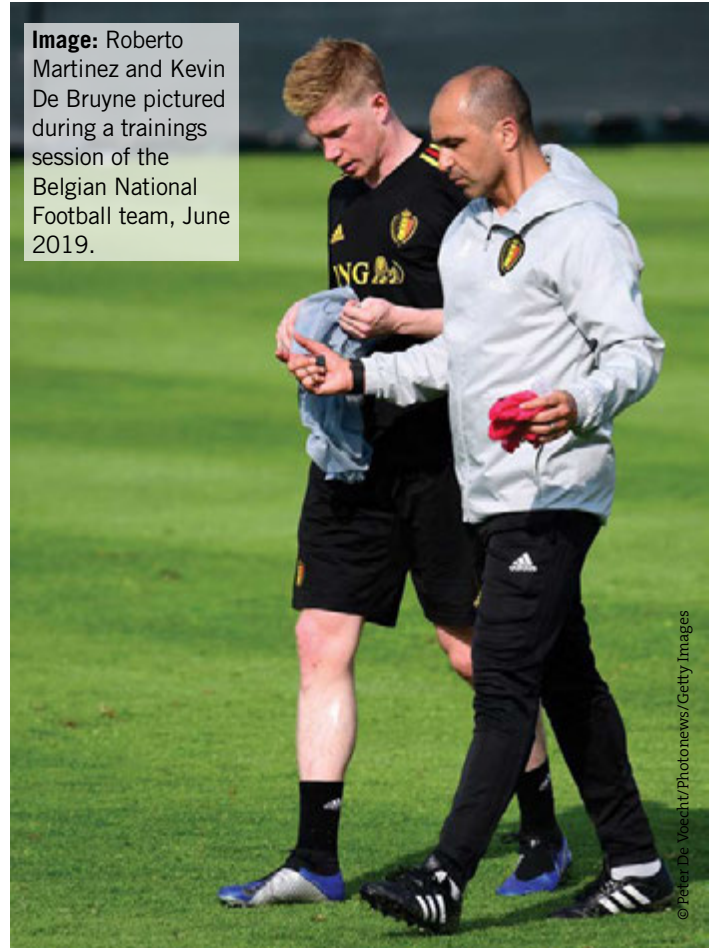 Image: Roberto
Martinez and Kevin
De Bruyne pictured
during a trainings
session of the
Belgian National
Football team, June
2019.
NG
©Peter De Voecht/Photonews/Getty Images